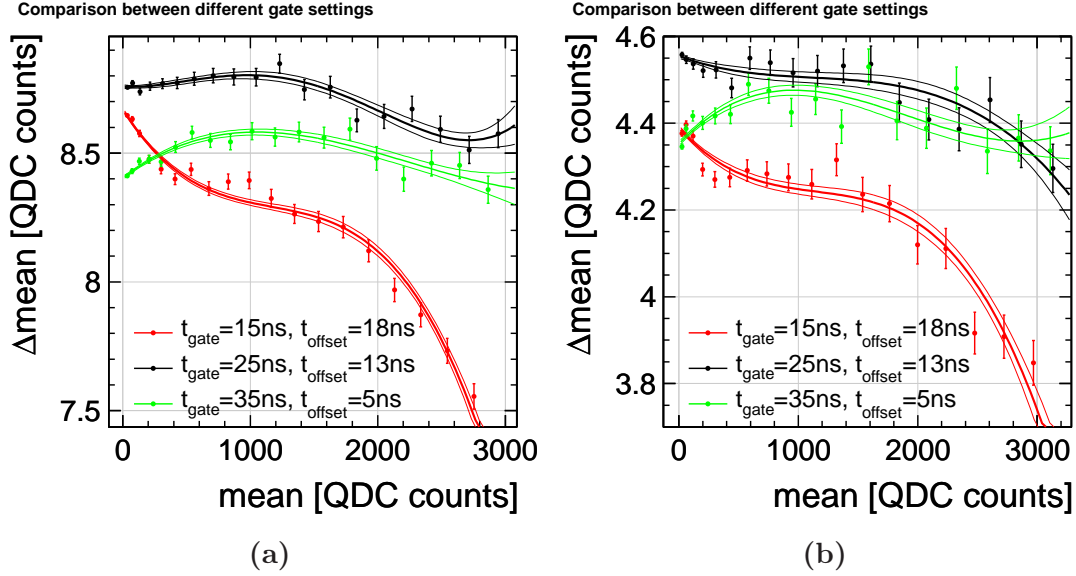 Comparison between different gate settings
Δmean [QDC counts]
8.5
8
7.5
t_gate=15ns, t_offset=18ns
t_gate=25ns, t_offset=13ns
t_gate=35ns, t_offset=5ns
0 1000 2000 3000
mean [QDC counts]
(a)
Comparison between different gate settings
Δmean [QDC counts]
4.6
4.4
4.2
4
3.8
t_gate=15ns, t_offset=18ns
t_gate=25ns, t_offset=13ns
t_gate=35ns, t_offset=5ns
0 1000 2000 3000
mean [QDC counts]
(b)